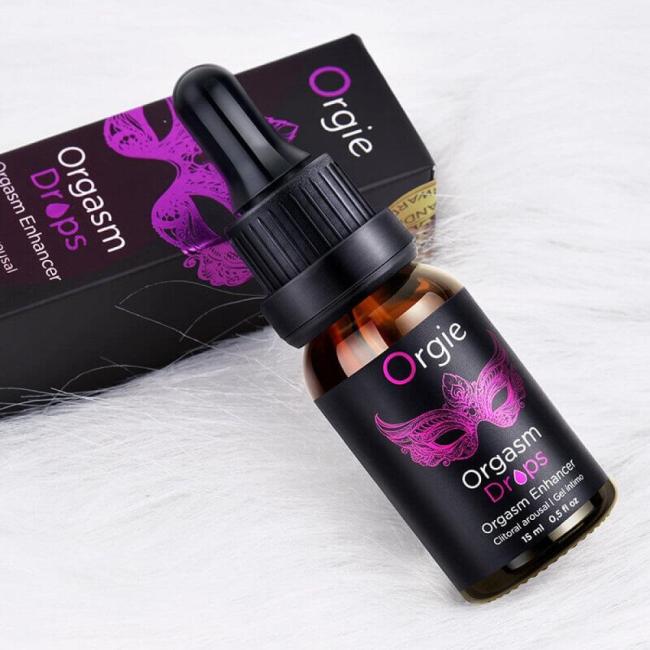 Orgie
Orgasm
Drops
Orgasm Enhancer
Orgie
Orgasm
Drops
Orgasm Enhancer
Clitoral arousal | Gel íntimo
15 ml 0,5 fl oz